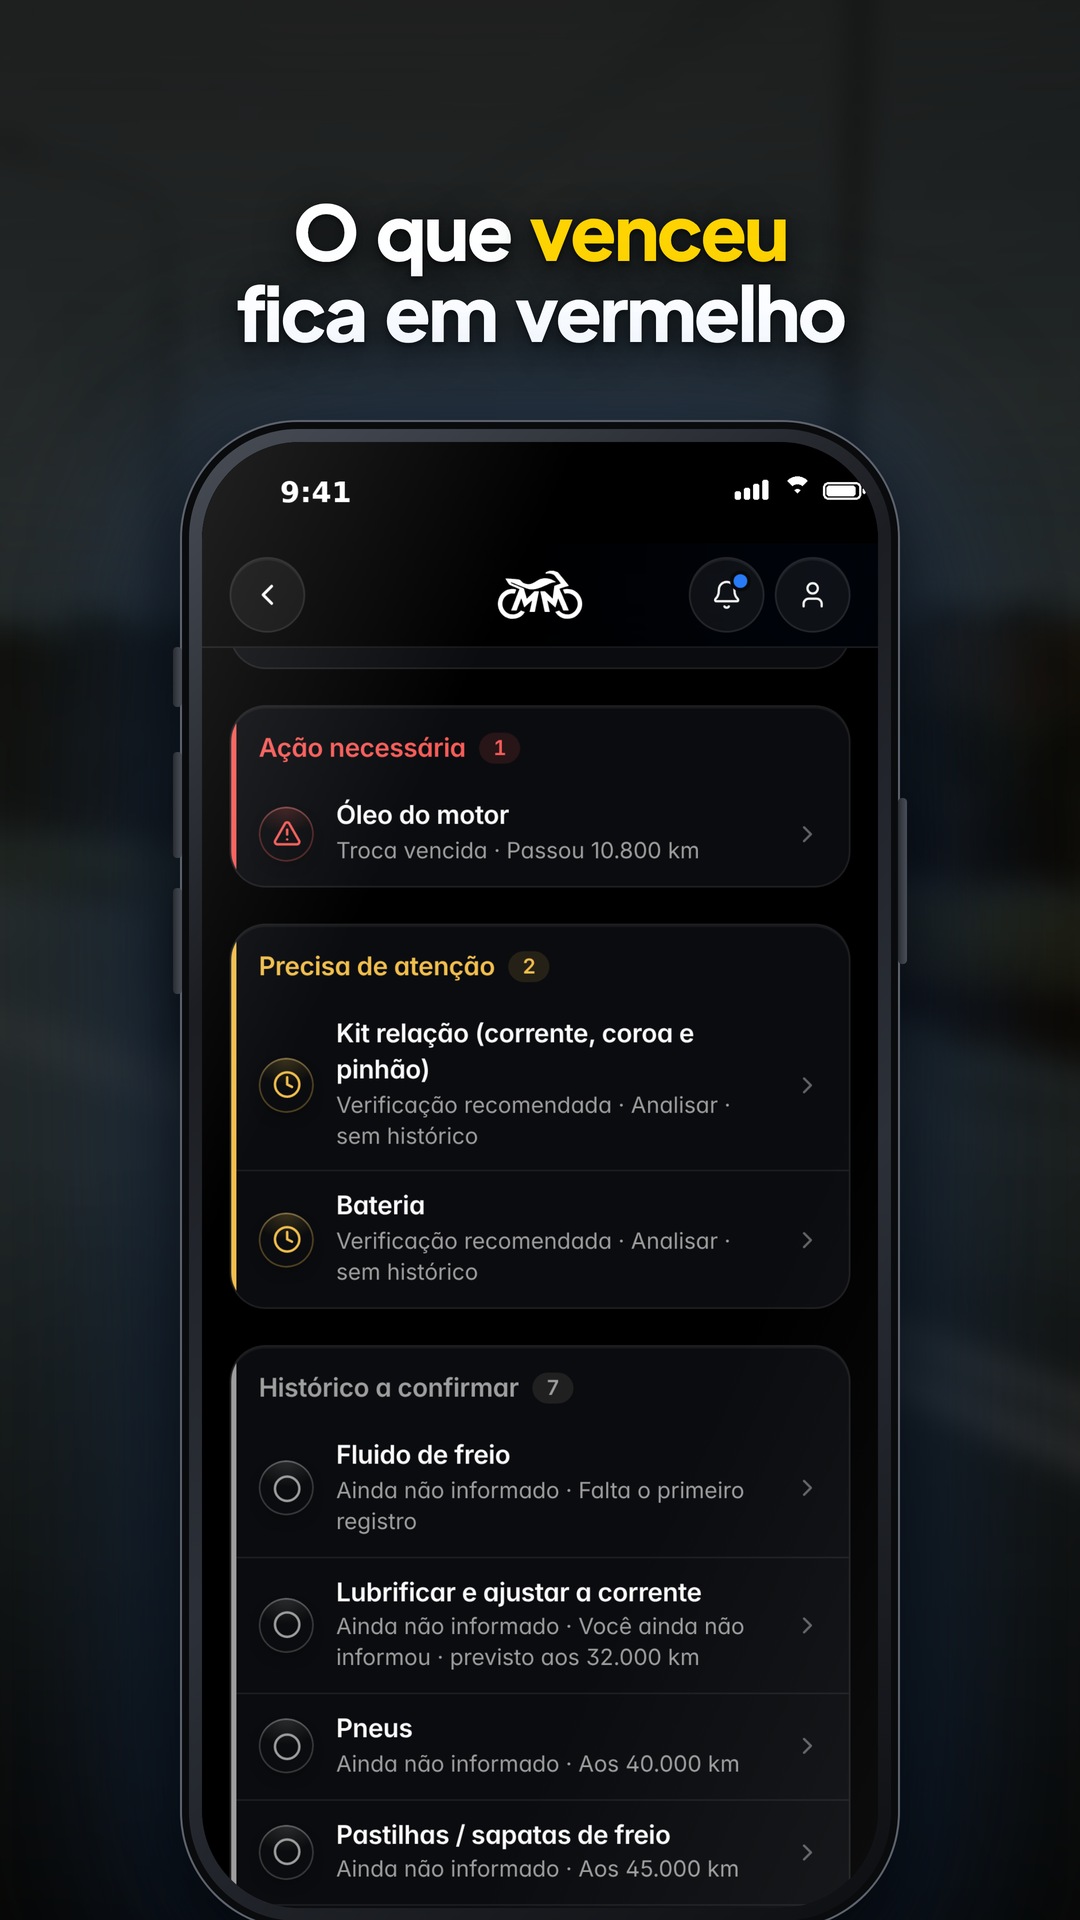 O que venceu
fica em vermelho
9:41
MM
Ação necessária 1
Óleo do motor
Troca vencida · Passou 10.800 km
Precisa de atenção 2
Kit relação (corrente, coroa e
pinhão)
Verificação recomendada · Analisar ·
sem histórico
Bateria
Verificação recomendada · Analisar ·
sem histórico
Histórico a confirmar 7
Fluido de freio
Ainda não informado · Falta o primeiro
registro
Lubrificar e ajustar a corrente
Ainda não informado · Você ainda não
informou · previsto aos 32.000 km
Pneus
Ainda não informado · Aos 40.000 km
Pastilhas / sapatas de freio
Ainda não informado · Aos 45.000 km